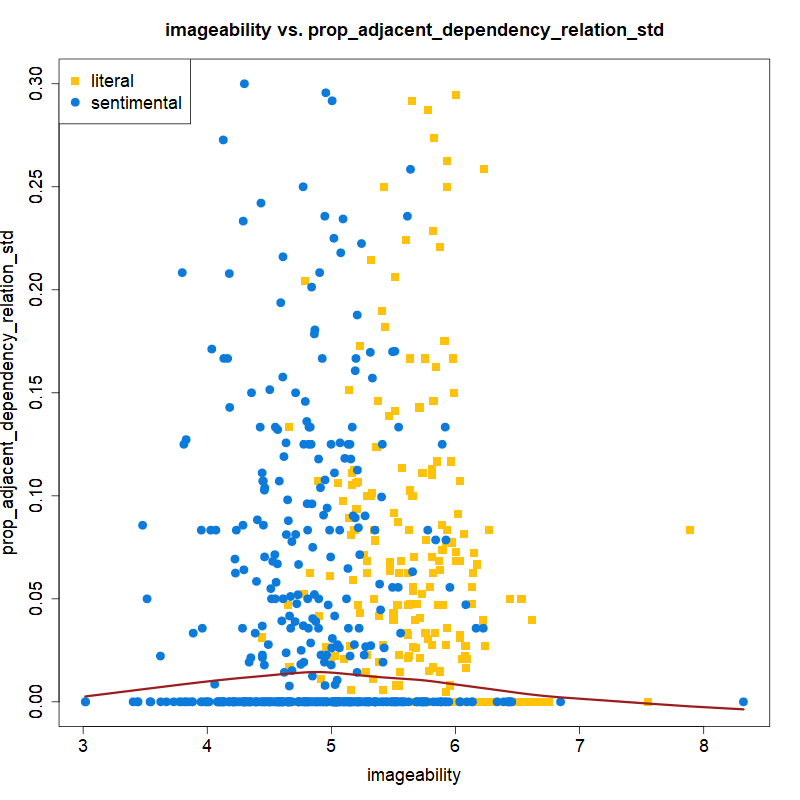 imageability vs. prop_adjacent_dependency_relation_std
literal
sentimental
prop_adjacent_dependency_relation_std
0.30
0.25
0.20
0.15
0.10
0.05
0.00
3 4 5 6 7 8
imageability